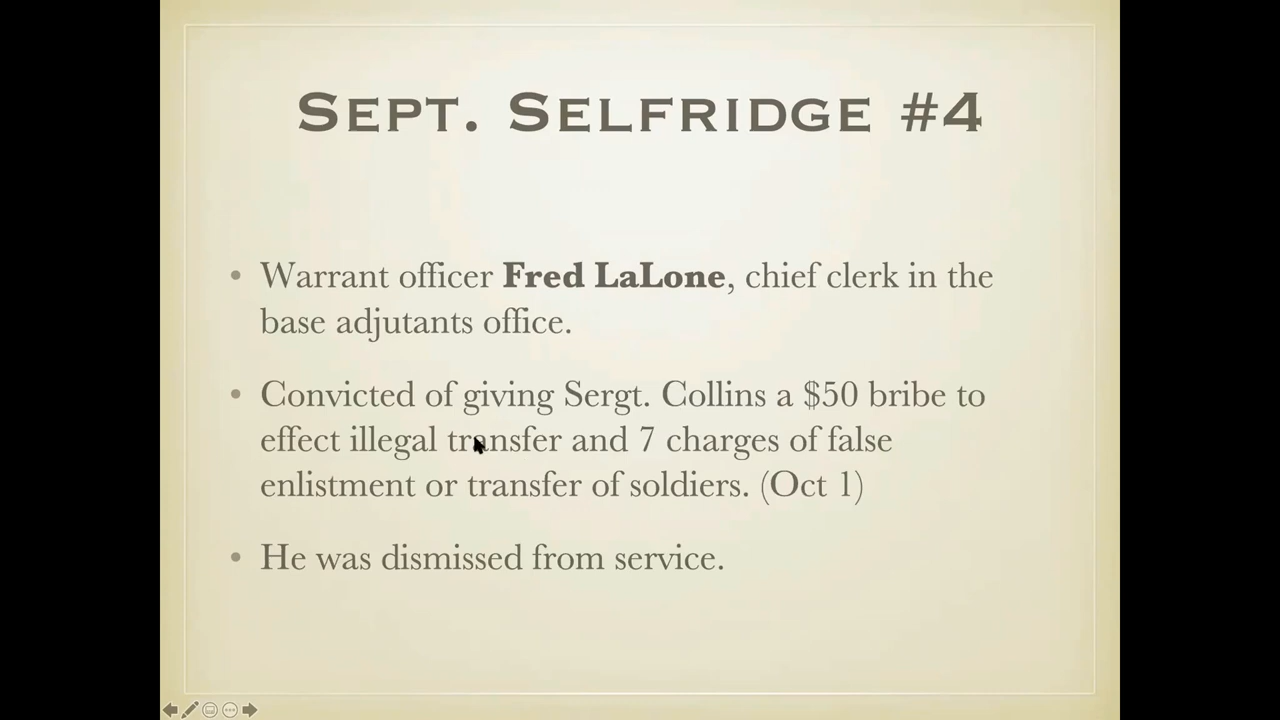 Sept. Selfridge #4
• Warrant officer Fred LaLone, chief clerk in the
base adjutants office.
• Convicted of giving Sergt. Collins a $50 bribe to
effect illegal transfer and 7 charges of false
enlistment or transfer of soldiers. (Oct 1)
• He was dismissed from service.